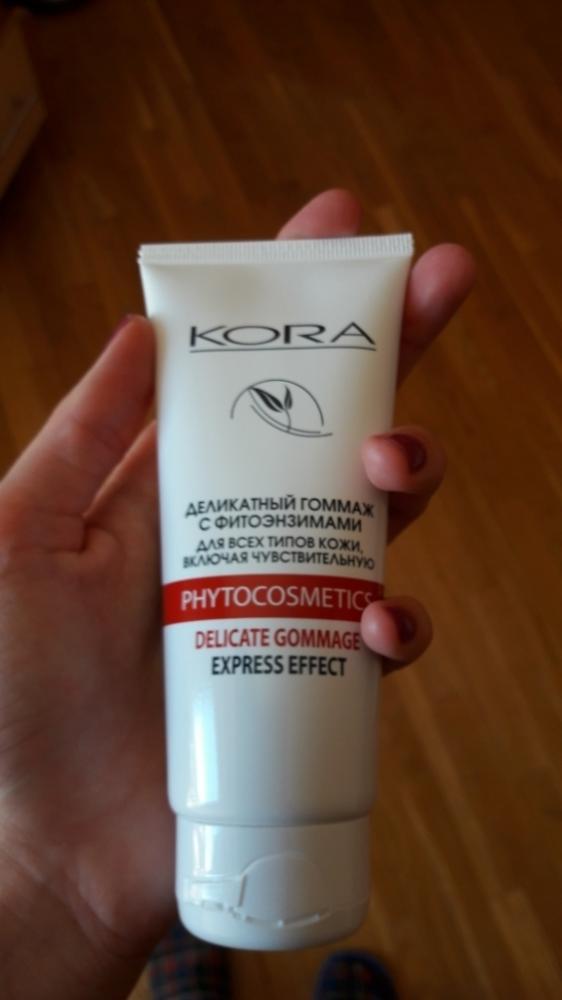 KORA
ДЕЛИКАТНЫЙ ГОММАЖ
С ФИТОЭНЗИМАМИ
ДЛЯ ВСЕХ ТИПОВ КОЖИ,
ВКЛЮЧАЯ ЧУВСТВИТЕЛЬНУЮ
PHYTOCOSMETICS
DELICATE GOMMAGE
EXPRESS EFFECT